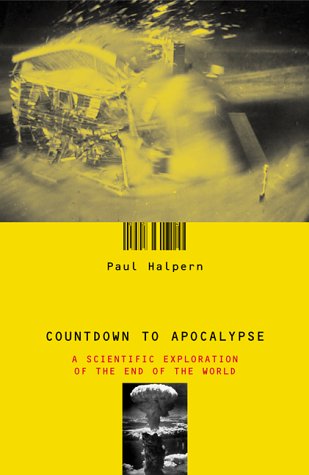 Paul Halpern
COUNTDOWN TO APOCALYPSE
A SCIENTIFIC EXPLORATION
OF THE END OF THE WORLD